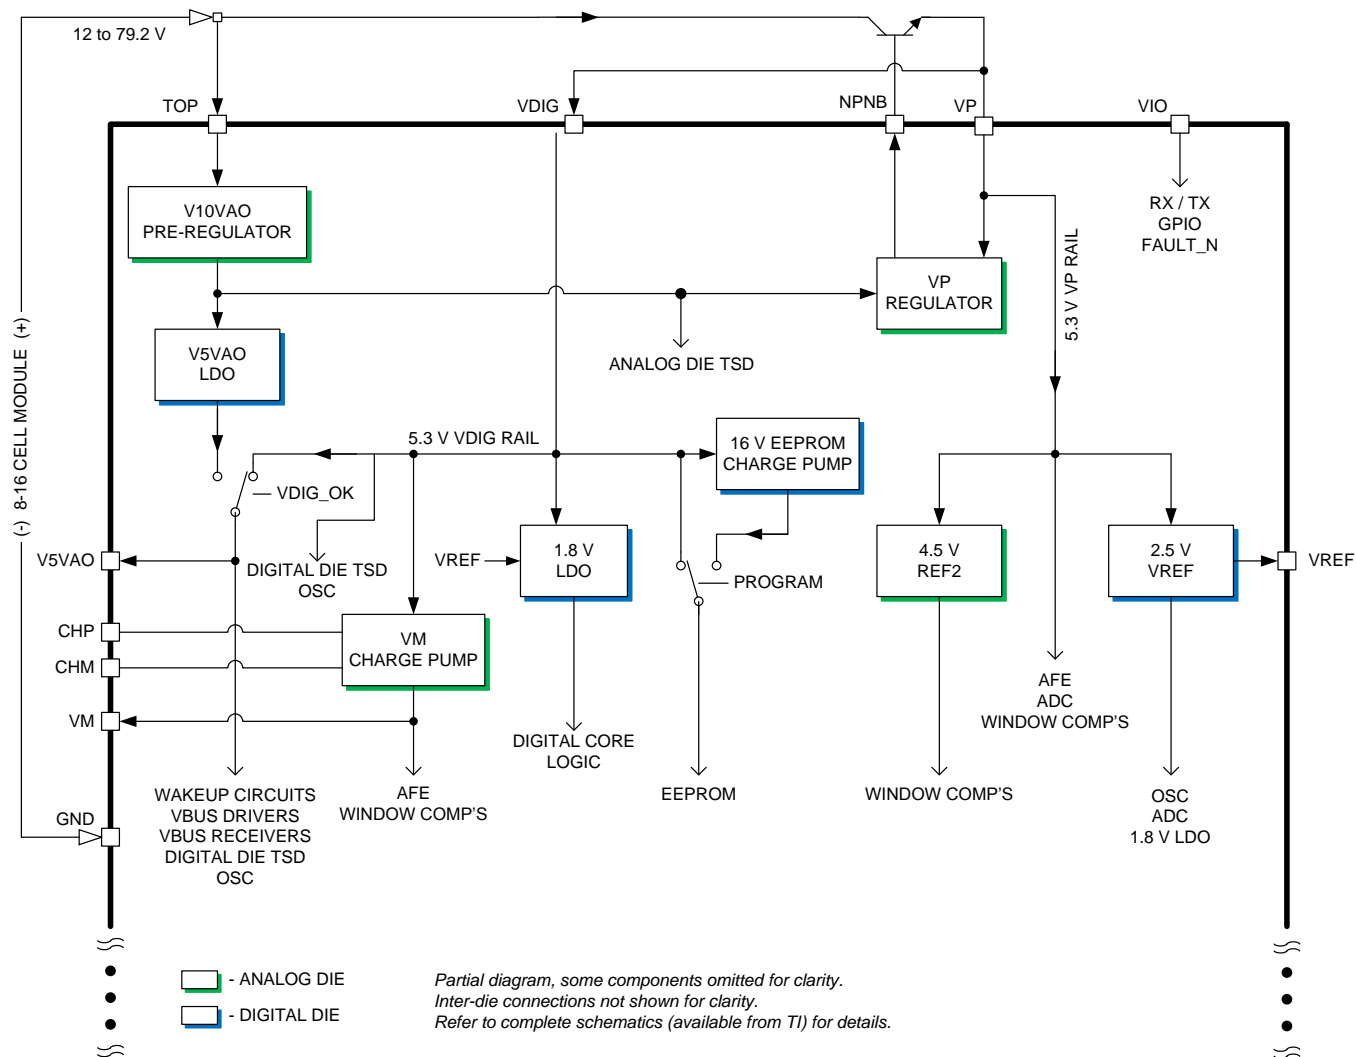 12 to 79.2 V
TOP
VDIG
NPNB
VP
VIO
V10VAO
PRE-REGULATOR
RX / TX
GPIO
FAULT_N
VP
REGULATOR
5.3 V VP RAIL
(-) 8-16 CELL MODULE (+)
V5VAO
LDO
ANALOG DIE TSD
5.3 V VDIG RAIL
16 V EEPROM
CHARGE PUMP
VDIG_OK
V5VAO
DIGITAL DIE TSD
OSC
VREF
1.8 V
LDO
PROGRAM
4.5 V
REF2
2.5 V
VREF
VREF
CHP
CHM
VM
CHARGE PUMP
VM
AFE
ADC
WINDOW COMP'S
DIGITAL CORE
LOGIC
GND
WAKEUP CIRCUITS
VBUS DRIVERS
VBUS RECEIVERS
DIGITAL DIE TSD
OSC
AFE
WINDOW COMP'S
EEPROM
WINDOW COMP'S
OSC
ADC
1.8 V LDO
- ANALOG DIE
- DIGITAL DIE
Partial diagram, some components omitted for clarity.
Inter-die connections not shown for clarity.
Refer to complete schematics (available from TI) for details.